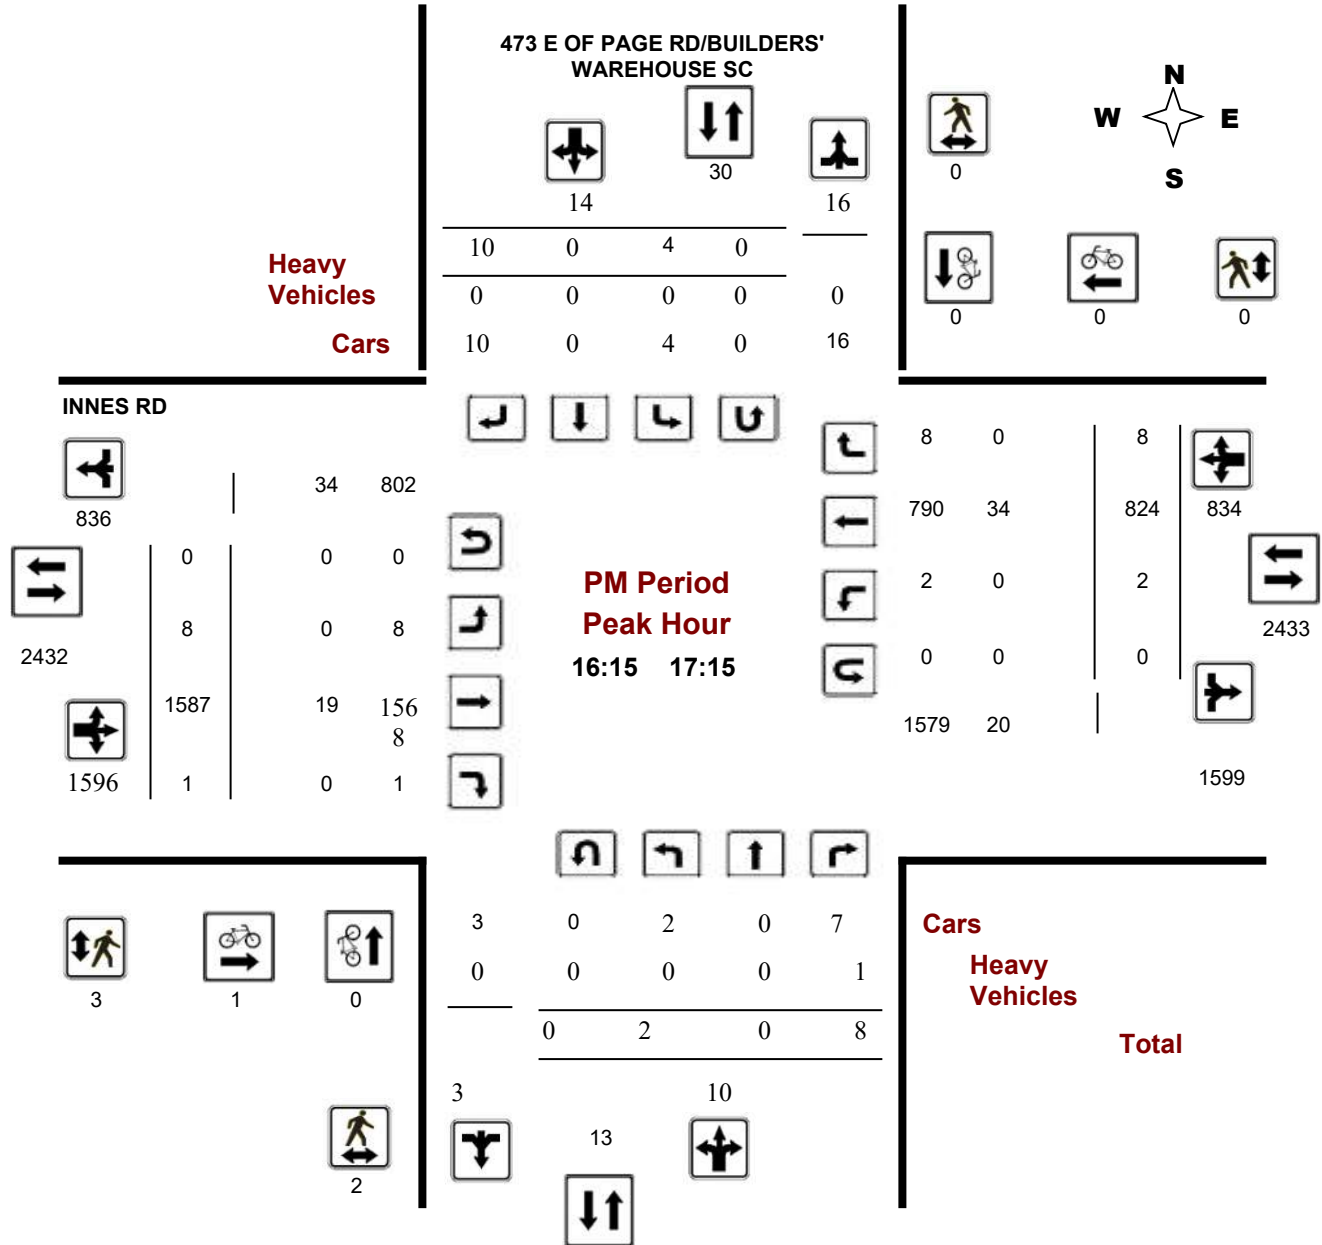 473 E OF PAGE RD/BUILDERS'
WAREHOUSE SC
N
W E
S
30
0
14 16
10 0 4 0
Heavy
Vehicles
0 0 0 0 0
Cars
10 0 4 0 16
0 0 0
INNES RD
8 0 8
34 802
836
790 34 824 834
0 0 0
PM Period
Peak Hour
16:15 17:15
2 0 2
8 0 8
2432
2433
0 0 0
1587 19 156
8
1579 20
1596 1 0 1
1599
3 0 2 0 7
Cars
0 0 0 0 1
Heavy
Vehicles
3 1 0
0 2 0 8
Total
3 10
13
2